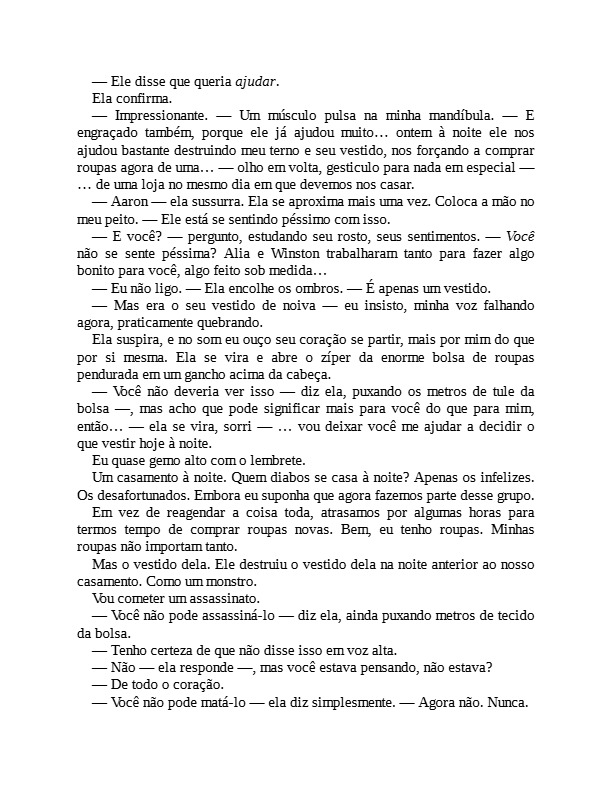 — Ele disse que queria ajudar.
Ela confirma.
— Impressionante. — Um músculo pulsa na minha mandíbula. — E
engraçado também, porque ele já ajudou muito… ontem à noite ele nos
ajudou bastante destruindo meu terno e seu vestido, nos forçando a comprar
roupas agora de uma… — olho em volta, gesticulo para nada em especial —
… de uma loja no mesmo dia em que devemos nos casar.
— Aaron — ela sussurra. Ela se aproxima mais uma vez. Coloca a mão no
meu peito. — Ele está se sentindo péssimo com isso.
— E você? — pergunto, estudando seu rosto, seus sentimentos. — Você
não se sente péssima? Alia e Winston trabalharam tanto para fazer algo
bonito para você, algo feito sob medida…
— Eu não ligo. — Ela encolhe os ombros. — É apenas um vestido.
— Mas era o seu vestido de noiva — eu insisto, minha voz falhando
agora, praticamente quebrando.
Ela suspira, e no som eu ouço seu coração se partir, mais por mim do que
por si mesma. Ela se vira e abre o zíper da enorme bolsa de roupas
pendurada em um gancho acima da cabeça.
— Você não deveria ver isso — diz ela, puxando os metros de tule da
bolsa —, mas acho que pode significar mais para você do que para mim,
então… — ela se vira, sorri — … vou deixar você me ajudar a decidir o
que vestir hoje à noite.
Eu quase gemo alto com o lembrete.
Um casamento à noite. Quem diabos se casa à noite? Apenas os infelizes.
Os desafortunados. Embora eu suponha que agora fazemos parte desse grupo.
Em vez de reagendar a coisa toda, atrasamos por algumas horas para
termos tempo de comprar roupas novas. Bem, eu tenho roupas. Minhas
roupas não importam tanto.
Mas o vestido dela. Ele destruiu o vestido dela na noite anterior ao nosso
casamento. Como um monstro.
Vou cometer um assassinato.
— Você não pode assassiná-lo — diz ela, ainda puxando metros de tecido
da bolsa.
— Tenho certeza de que não disse isso em voz alta.
— Não — ela responde —, mas você estava pensando, não estava?
— De todo o coração.
— Você não pode matá-lo — ela diz simplesmente. — Agora não. Nunca.